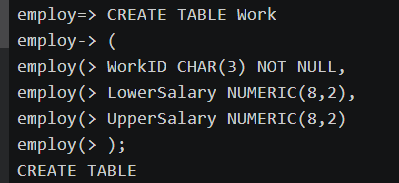 employ=> CREATE TABLE Work
employ-> (
employ(> WorkID CHAR(3) NOT NULL,
employ(> LowerSalary NUMERIC(8,2),
employ(> UpperSalary NUMERIC(8,2)
employ(> );
CREATE TABLE